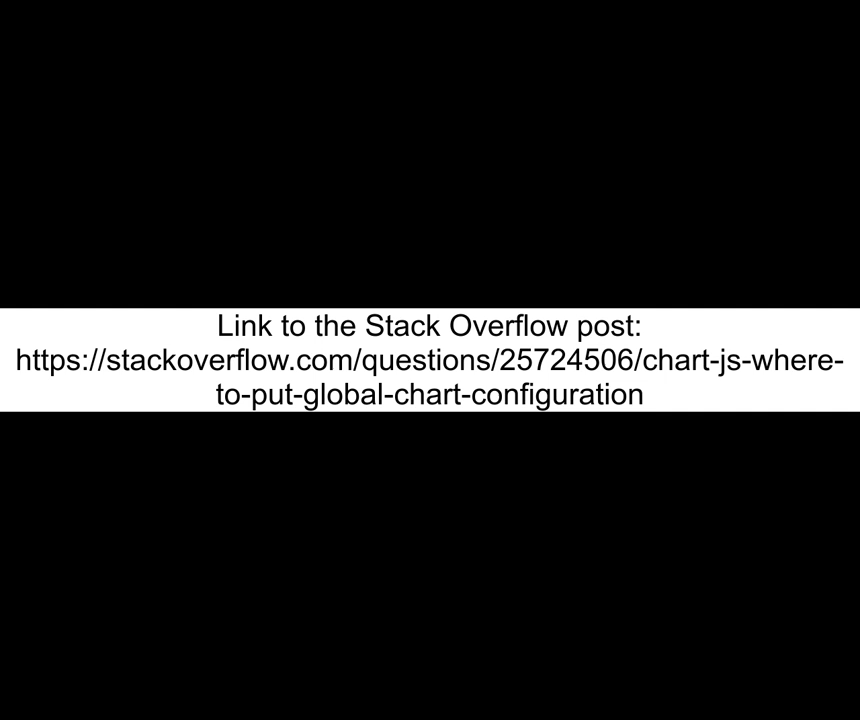 Link to the Stack Overflow post:
https://stackoverflow.com/questions/25724506/chart-js-where-
to-put-global-chart-configuration